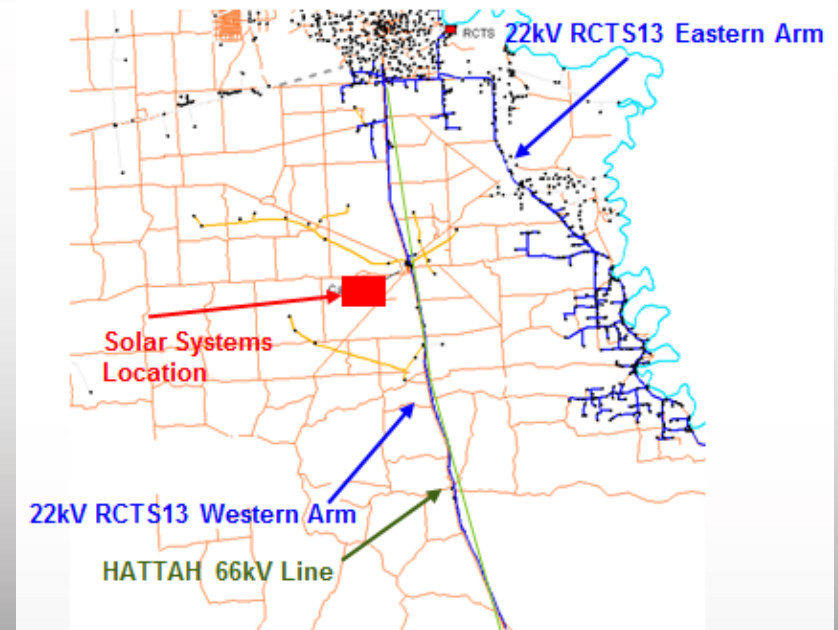 RCTS
22kV RCTS13 Eastern Arm
Solar Systems
Location
22kV RCTS13 Western Arm
HATTAH 66kV Line